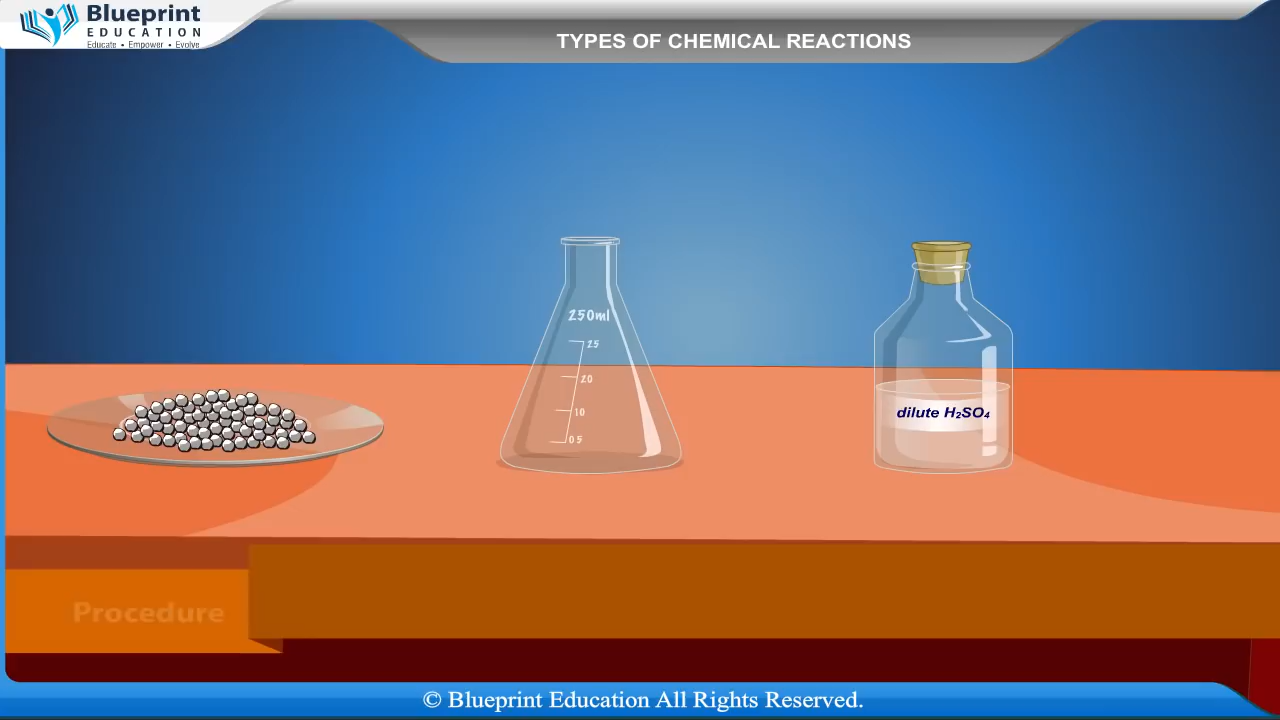 Blueprint
EDUCATION
Educate • Empower • Evolve
TYPES OF CHEMICAL REACTIONS
250ml
25
20
10
05
dilute H₂SO₄
Procedure
© Blueprint Education All Rights Reserved.